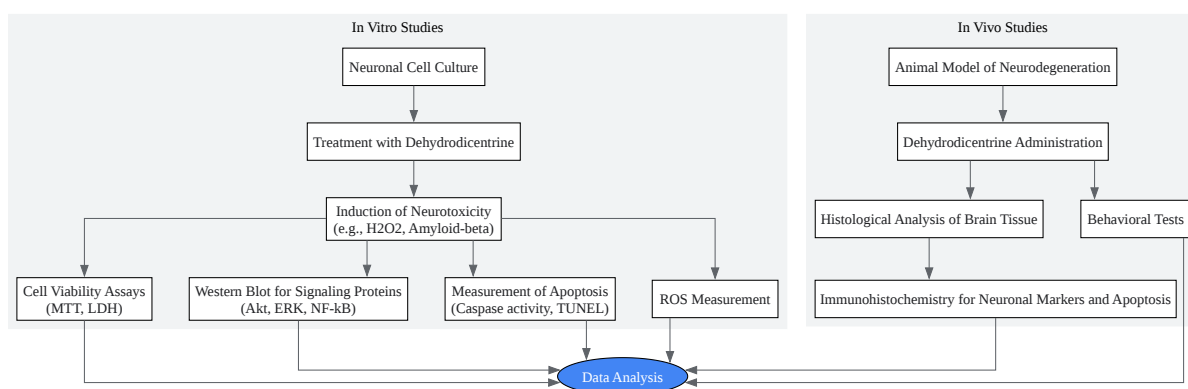 In Vitro Studies
Neuronal Cell Culture
Treatment with Dehydrodicentrine
Induction of Neurotoxicity
(e.g., H2O2, Amyloid-beta)
Cell Viability Assays
(MTT, LDH)
Western Blot for Signaling Proteins
(Akt, ERK, NF-kB)
Measurement of Apoptosis
(Caspase activity, TUNEL)
ROS Measurement
In Vivo Studies
Animal Model of Neurodegeneration
Dehydrodicentrine Administration
Histological Analysis of Brain Tissue
Behavioral Tests
Immunohistochemistry for Neuronal Markers and Apoptosis
Data Analysis